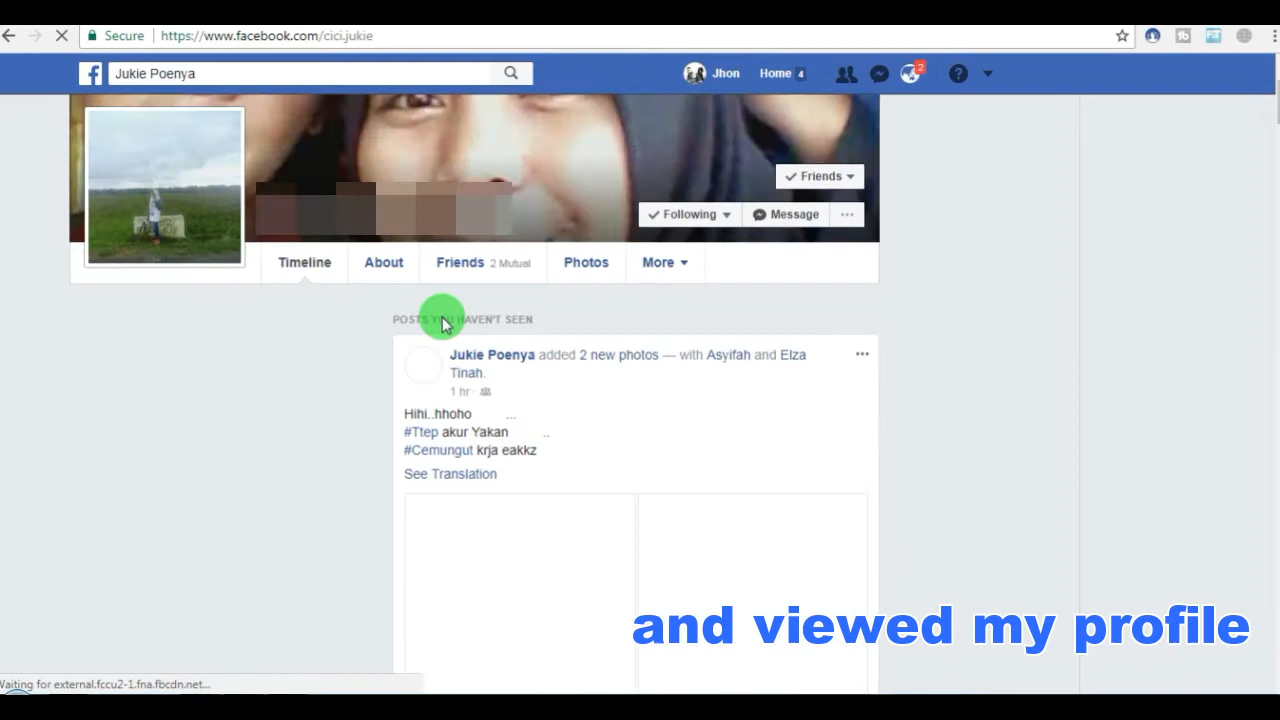 Secure | https://www.facebook.com/cici.jukie
Jukie Poenya
Jhon Home 4
2
Friends
Following Message
Timeline About Friends 2 Mutual Photos More
POSTS YOU HAVEN'T SEEN
Jukie Poenya added 2 new photos — with Asyifah and Elza
Tinah.
1 hr
Hihi..hhoho ...
#Ttep akur Yakan ..
#Cemungut krja eakkz
See Translation
and viewed my profile
Waiting for external.fccu2-1.fna.fbcdn.net...